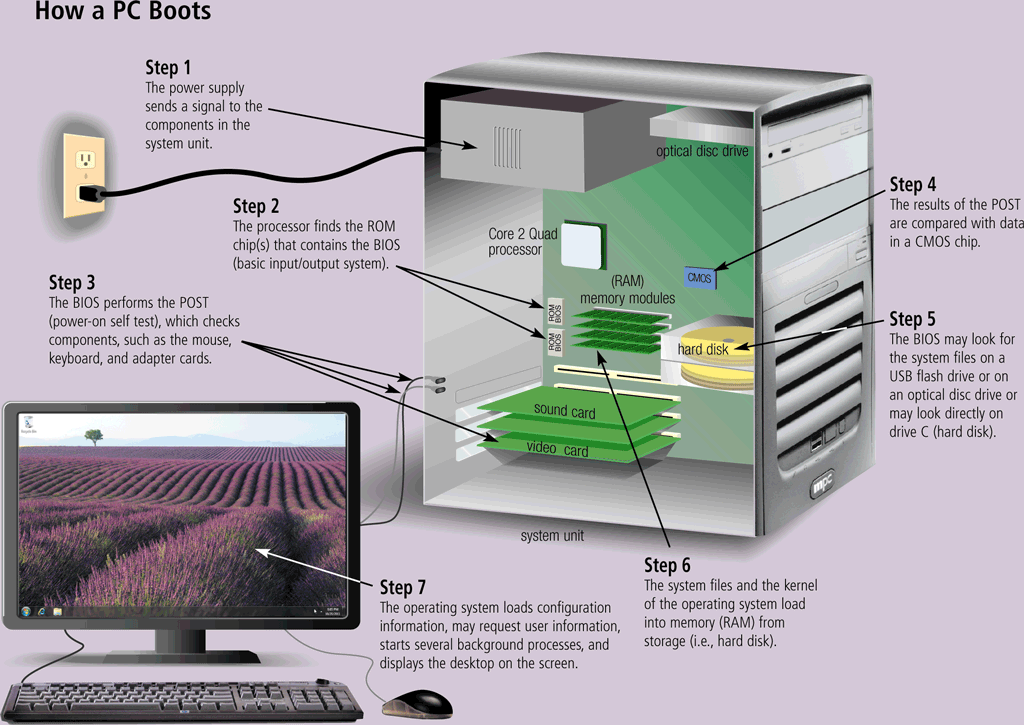 How a PC Boots
Step 1
The power supply
sends a signal to the
components in the
system unit.
optical disc drive
Step 2
The processor finds the ROM
chip(s) that contains the BIOS
(basic input/output system).
Core 2 Quad
processor
Step 4
The results of the POST
are compared with data
in a CMOS chip.
CMOS
Step 3
The BIOS performs the POST
(power-on self test), which checks
components, such as the mouse,
keyboard, and adapter cards.
(RAM)
memory modules
ROM
BIOS
ROM
BIOS
hard disk
Step 5
The BIOS may look for
the system files on a
USB flash drive or on
an optical disc drive or
may look directly on
drive C (hard disk).
sound card
video card
mpc
system unit
Step 6
The system files and the kernel
of the operating system load
into memory (RAM) from
storage (i.e., hard disk).
Step 7
The operating system loads configuration
information, may request user information,
starts several background processes, and
displays the desktop on the screen.